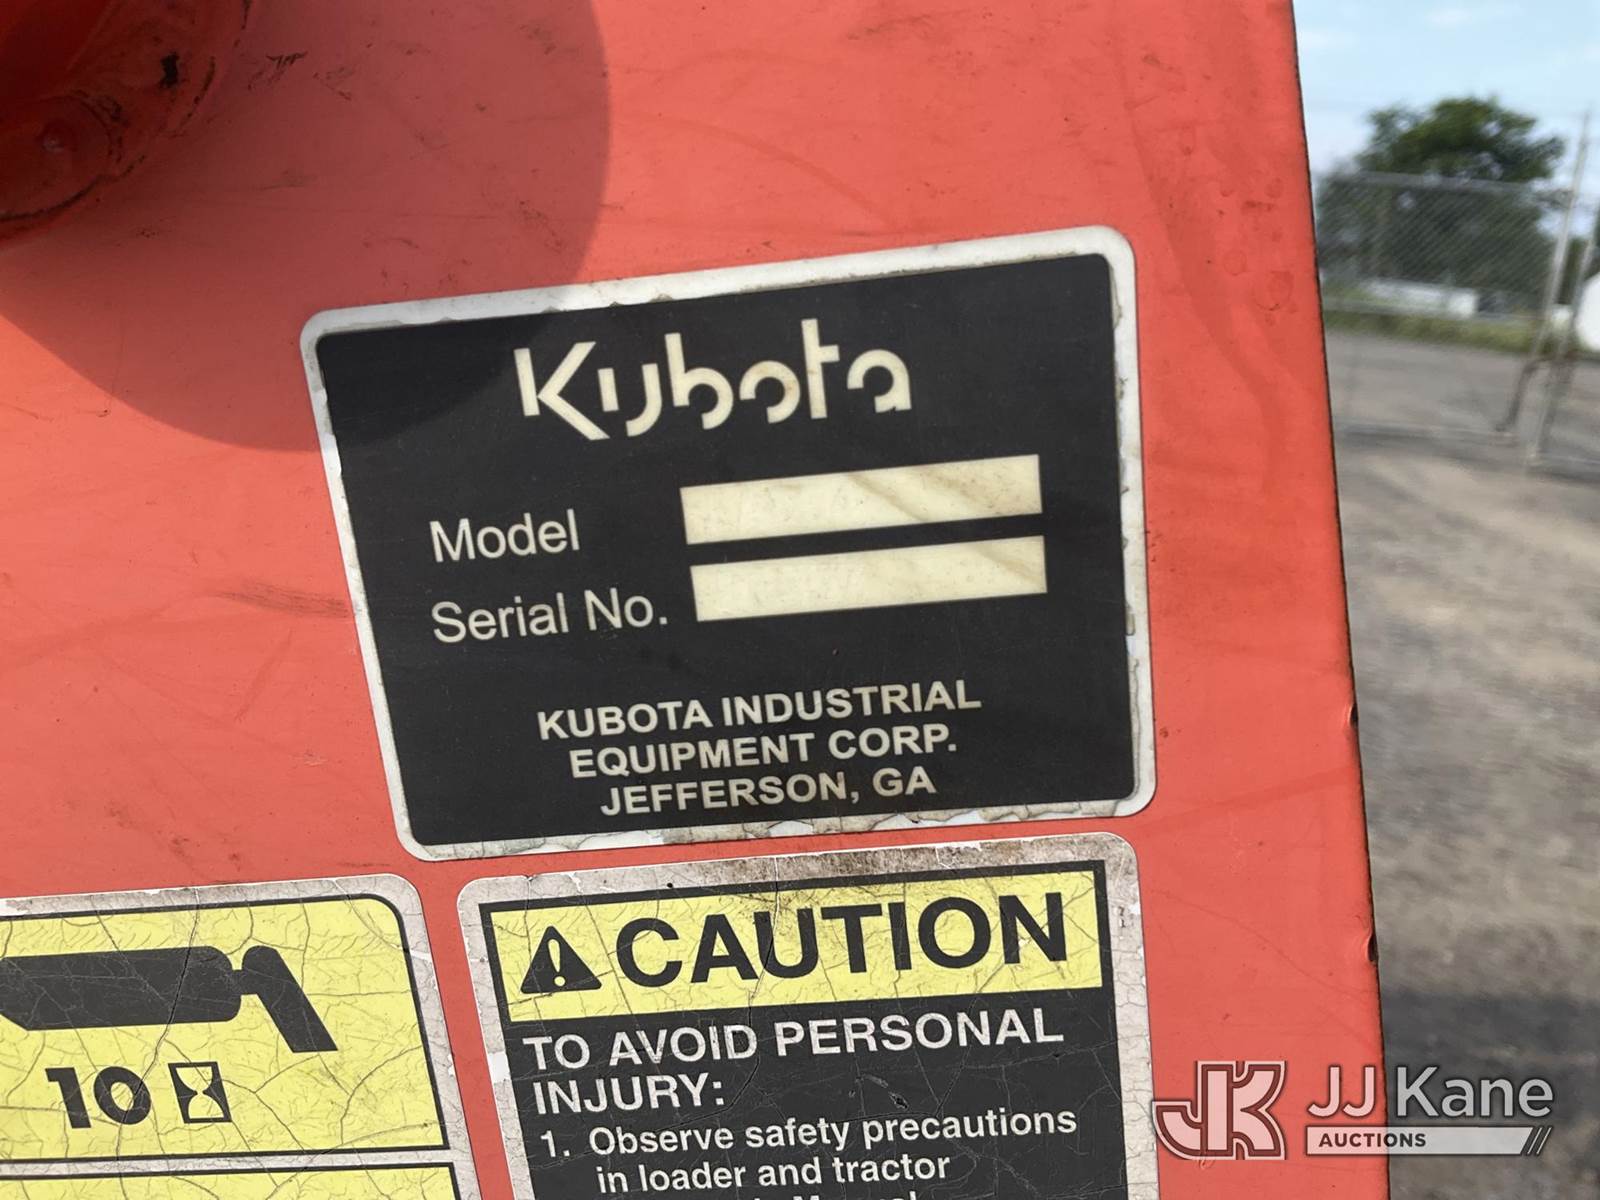 Kubota
Model
Serial No.
KUBOTA INDUSTRIAL
EQUIPMENT CORP.
JEFFERSON, GA
10
CAUTION
TO AVOID PERSONAL
INJURY:
1. Observe safety precautions
in loader and tractor
JK JJ Kane
AUCTIONS